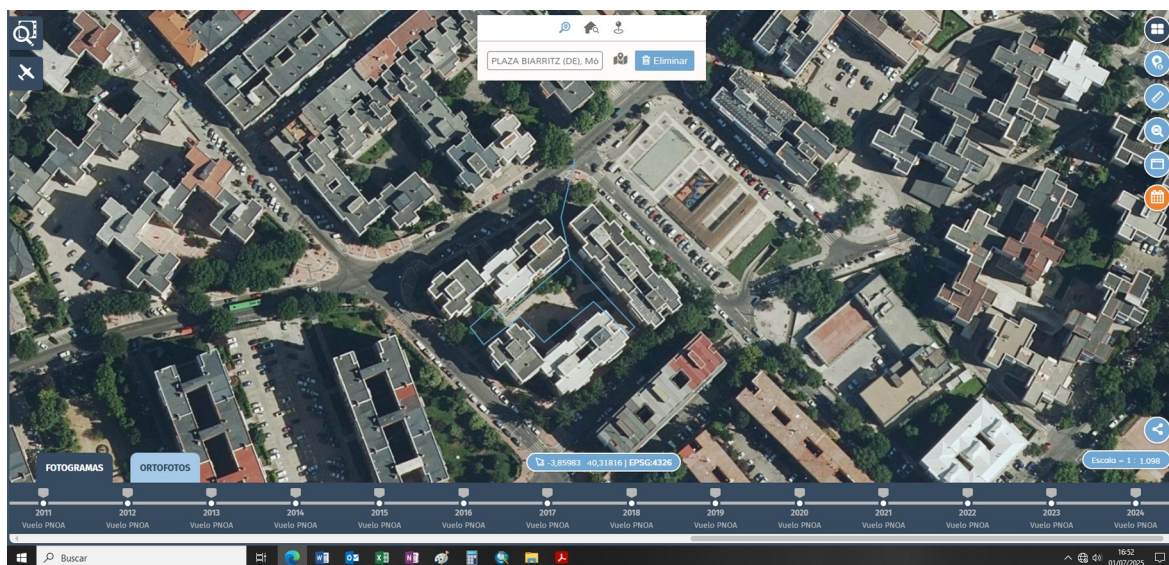 PLAZA BIARRITZ (DE), Mó
Eliminar
-3,85983 40,31816 | EPSG:4326
Escala ~ 1 : 1.098
FOTOGRAMAS
ORTOFOTOS
2011 2012 2013 2014 2015 2016 2017 2018 2019 2020 2021 2022 2023 2024
Vuelo PNOA Vuelo PNOA Vuelo PNOA Vuelo PNOA Vuelo PNOA Vuelo PNOA Vuelo PNOA Vuelo PNOA Vuelo PNOA Vuelo PNOA Vuelo PNOA Vuelo PNOA Vuelo PNOA Vuelo PNOA
Buscar
16:52
01/07/2025